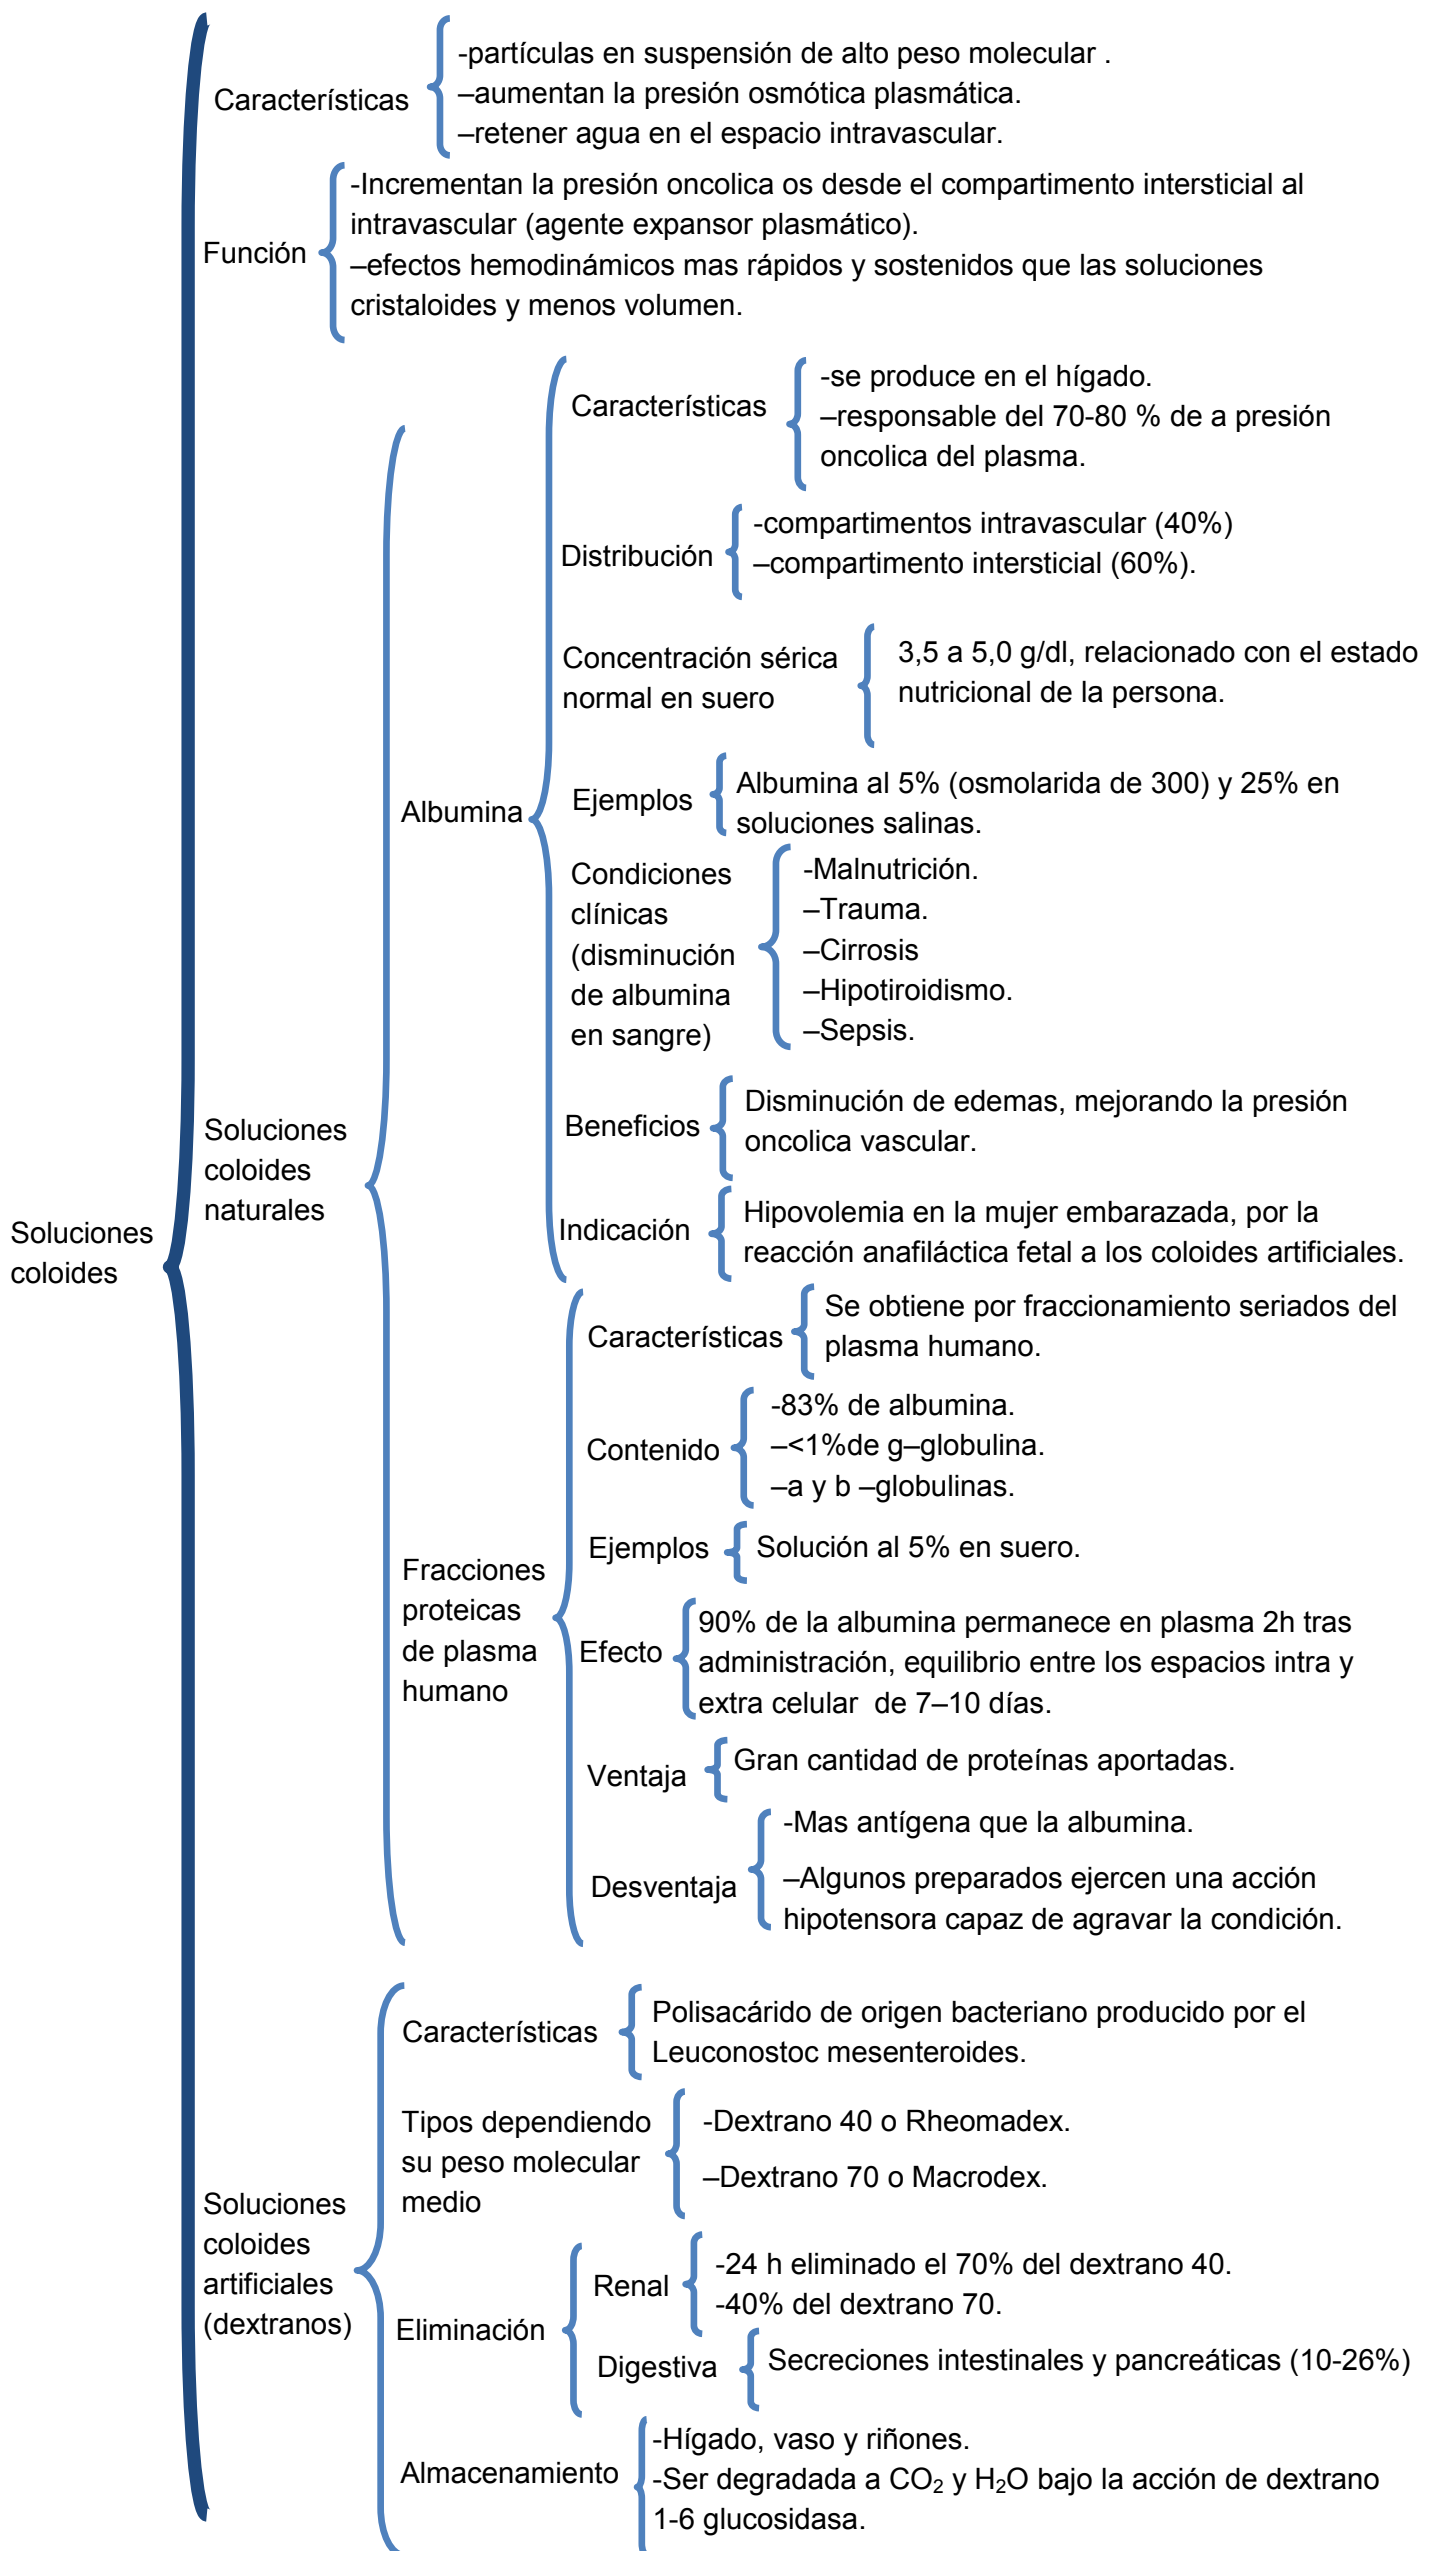 Soluciones
coloides
Características
-partículas en suspensión de alto peso molecular .
–aumentan la presión osmótica plasmática.
–retener agua en el espacio intravascular.
Función
-Incrementan la presión oncolica os desde el compartimento intersticial al
intravascular (agente expansor plasmático).
–efectos hemodinámicos mas rápidos y sostenidos que las soluciones
cristaloides y menos volumen.
Soluciones
coloides
naturales
Albumina
Características
-se produce en el hígado.
–responsable del 70-80 % de a presión
oncolica del plasma.
Distribución
-compartimentos intravascular (40%)
–compartimento intersticial (60%).
Concentración sérica
normal en suero
3,5 a 5,0 g/dl, relacionado con el estado
nutricional de la persona.
Ejemplos
Albumina al 5% (osmolarida de 300) y 25% en
soluciones salinas.
Condiciones
clínicas
(disminución
de albumina
en sangre)
-Malnutrición.
–Trauma.
–Cirrosis
–Hipotiroidismo.
–Sepsis.
Beneficios
Disminución de edemas, mejorando la presión
oncolica vascular.
Indicación
Hipovolemia en la mujer embarazada, por la
reacción anafiláctica fetal a los coloides artificiales.
Fracciones
proteicas
de plasma
humano
Características
Se obtiene por fraccionamiento seriados del
plasma humano.
Contenido
-83% de albumina.
–<1%de g–globulina.
–a y b –globulinas.
Ejemplos
Solución al 5% en suero.
Efecto
90% de la albumina permanece en plasma 2h tras
administración, equilibrio entre los espacios intra y
extra celular  de 7–10 días.
Ventaja
Gran cantidad de proteínas aportadas.
Desventaja
-Mas antígena que la albumina.
–Algunos preparados ejercen una acción
hipotensora capaz de agravar la condición.
Soluciones
coloides
artificiales
(dextranos)
Características
Polisacárido de origen bacteriano producido por el
Leuconostoc mesenteroides.
Tipos dependiendo
su peso molecular
medio
-Dextrano 40 o Rheomadex.
–Dextrano 70 o Macrodex.
Eliminación
Renal
-24 h eliminado el 70% del dextrano 40.
-40% del dextrano 70.
Digestiva
Secreciones intestinales y pancreáticas (10-26%)
Almacenamiento
-Hígado, vaso y riñones.
-Ser degradada a CO₂ y H₂O bajo la acción de dextrano
1-6 glucosidasa.